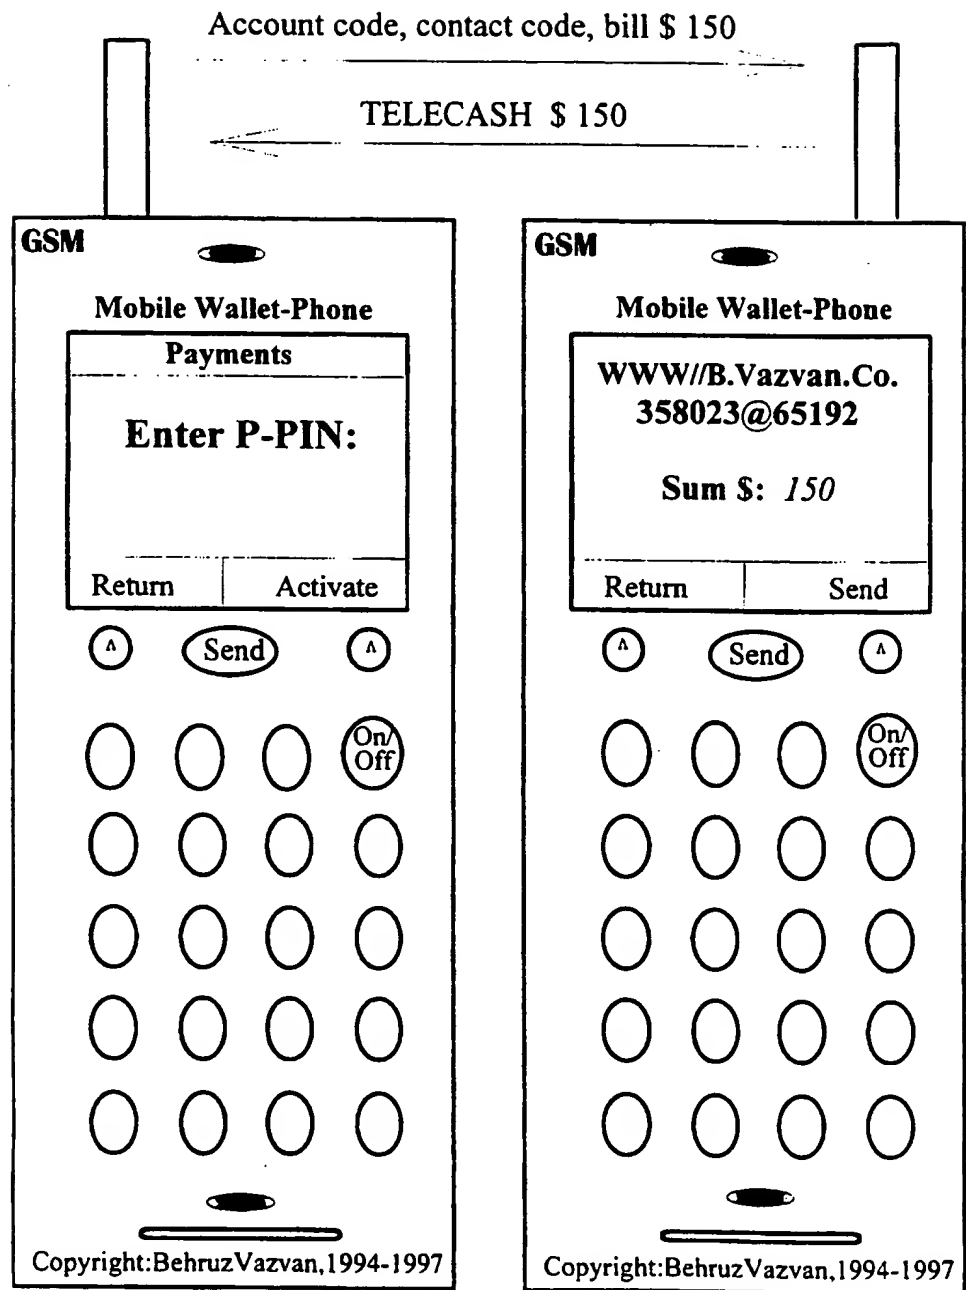 Account code, contact code, bill $ 150
TELECASH $ 150
GSM
Mobile Wallet-Phone
Payments
Enter P-PIN:
Return Activate
^ Send ^
On/
Off
Copyright:BehruzVazvan,1994-1997
GSM
Mobile Wallet-Phone
WWW//B.Vazvan.Co.
358023@65192
Sum $: 150
Return Send
^ Send ^
On/
Off
Copyright:BehruzVazvan,1994-1997